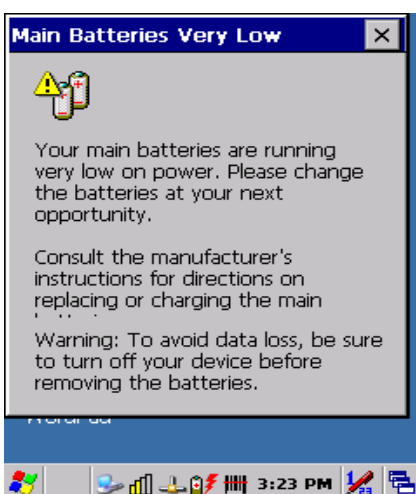 Main Batteries Very Low
Your main batteries are running
very low on power. Please change
the batteries at your next
opportunity.
Consult the manufacturer's
instructions for directions on
replacing or charging the main
Warning: To avoid data loss, be sure
to turn off your device before
removing the batteries.
3:23 PM